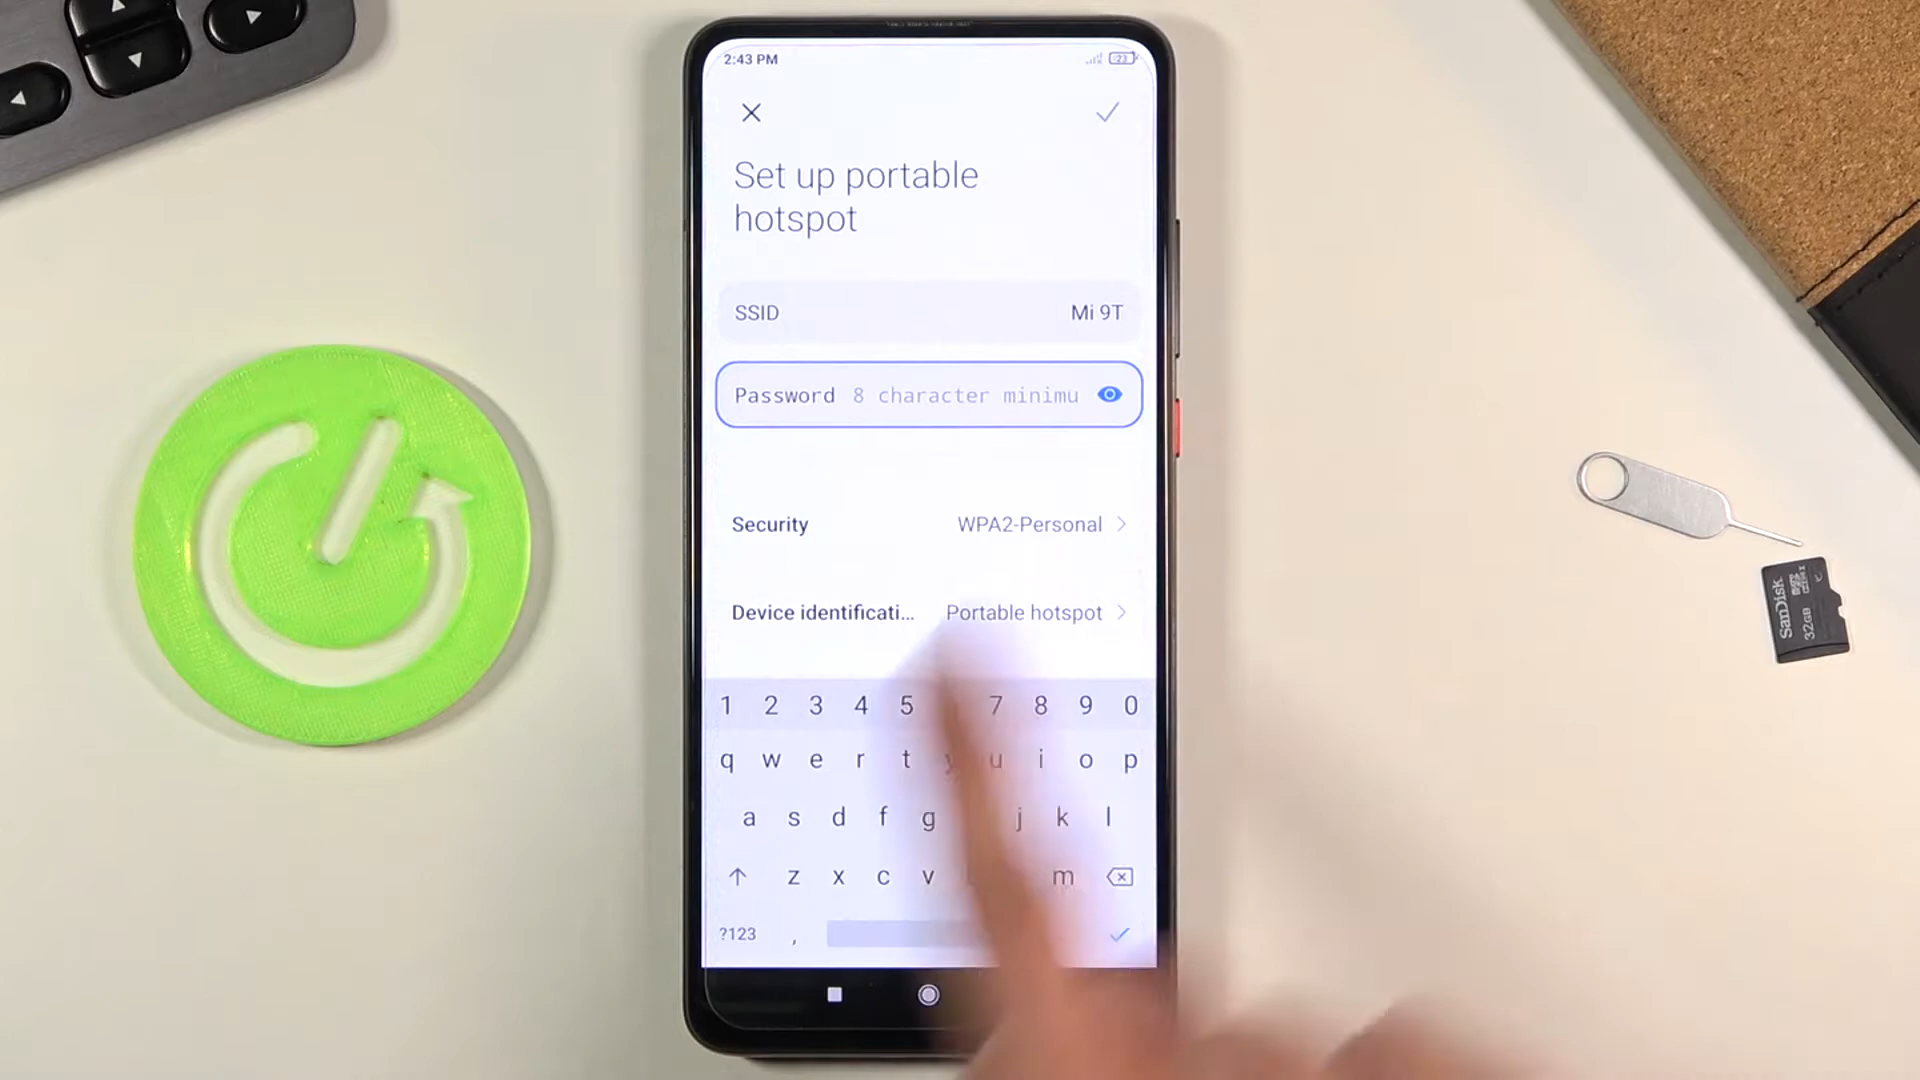 2:43 PM
23
Set up portable
hotspot
SSID Mi 9T
Password 8 character minimu
Security WPA2-Personal
Device identificati... Portable hotspot
1 2 3 4 5 7 8 9 0
q w e r t y u i o p
a s d f g j k l
z x c v m
?123 ,
SanDisk
32GB